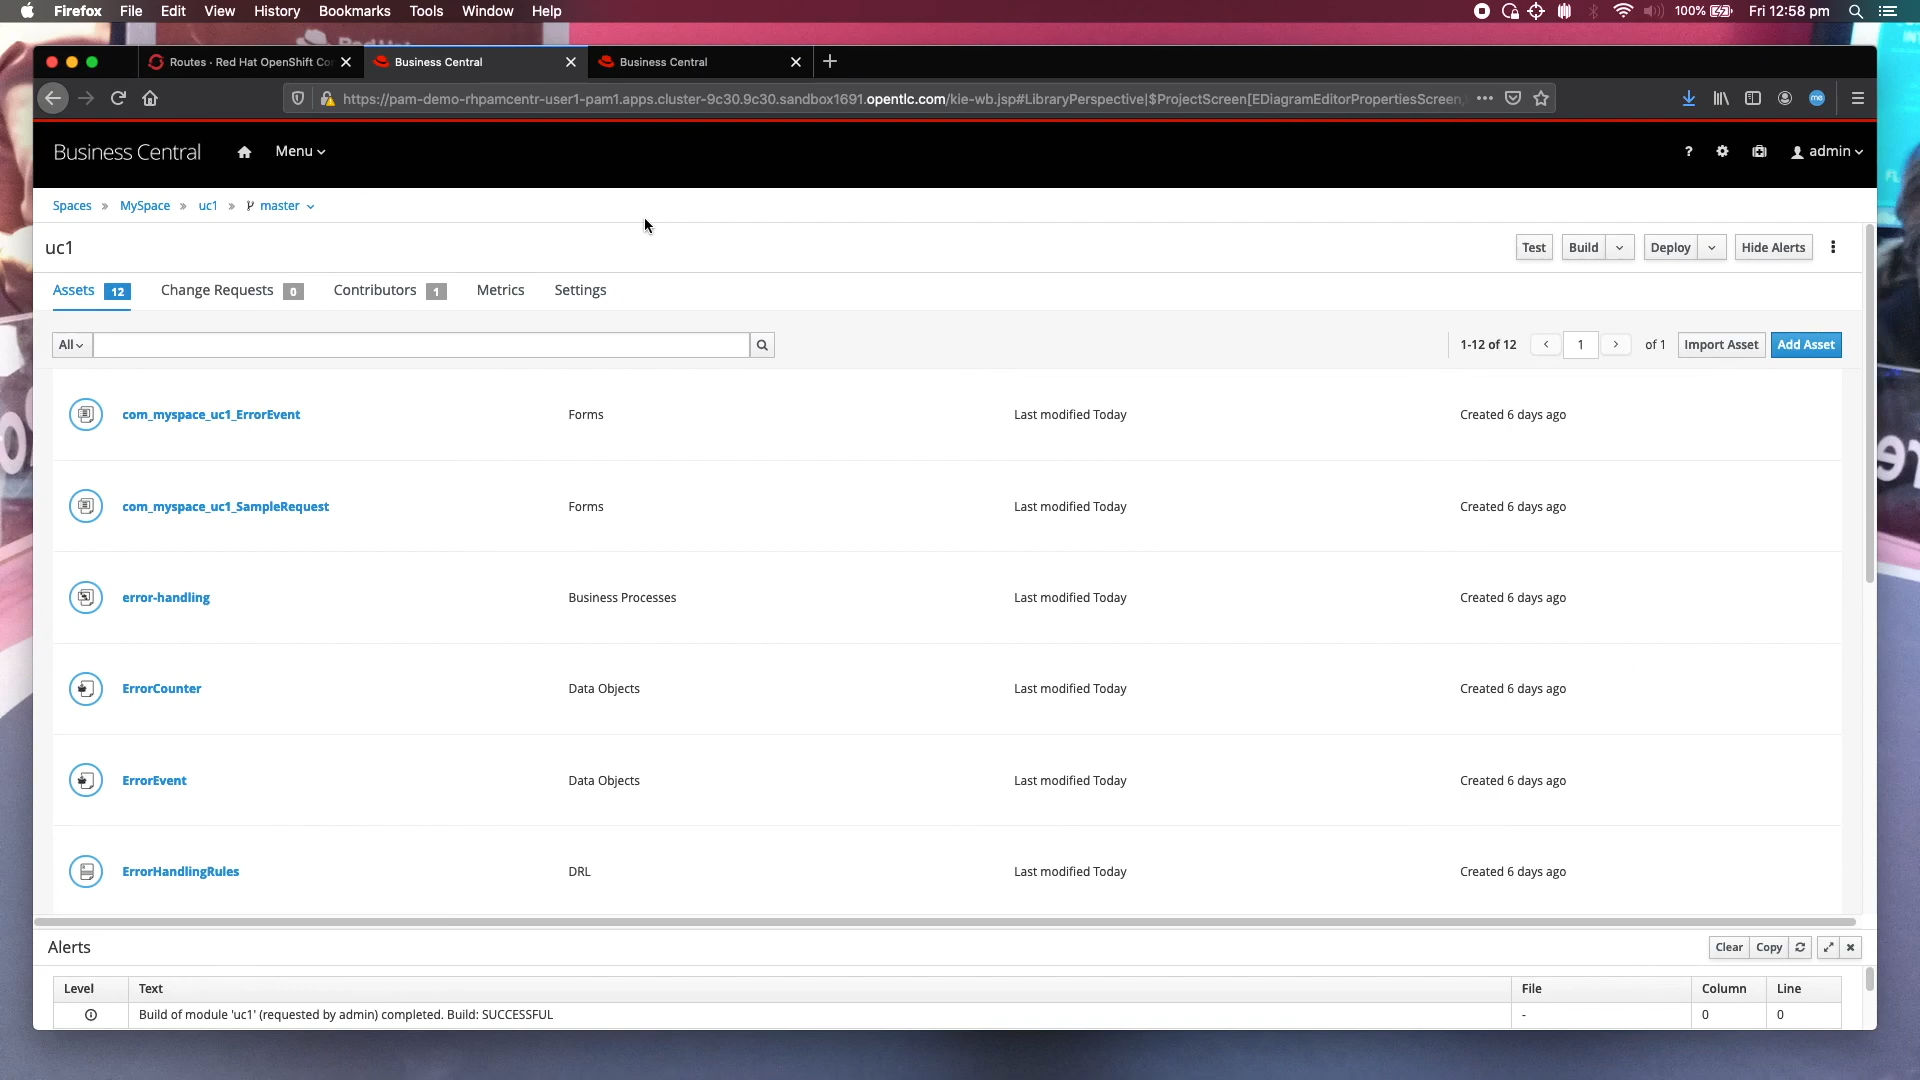 Firefox File Edit View History Bookmarks Tools Window Help 100% Fri 12:58 pm
Routes · Red Hat OpenShift Co Business Central Business Central
https://pam-demo-rhpamcentr-user1-pam1.apps.cluster-9c30.9c30.sandbox1691.opentlc.com/kie-wb.jsp#LibraryPerspective|$ProjectScreen[EDiagramEditorPropertiesScreen, me
Business Central Menu ? admin
Spaces » MySpace » uc1 » master
uc1 Test Build Deploy Hide Alerts
Assets 12 Change Requests 0 Contributors 1 Metrics Settings
All 1-12 of 12 < 1 > of 1 Import Asset Add Asset
com_myspace_uc1_ErrorEvent Forms Last modified Today Created 6 days ago
com_myspace_uc1_SampleRequest Forms Last modified Today Created 6 days ago
error-handling Business Processes Last modified Today Created 6 days ago
ErrorCounter Data Objects Last modified Today Created 6 days ago
ErrorEvent Data Objects Last modified Today Created 6 days ago
ErrorHandlingRules DRL Last modified Today Created 6 days ago
Alerts Clear Copy
Level Text File Column Line
Build of module 'uc1' (requested by admin) completed. Build: SUCCESSFUL - 0 0